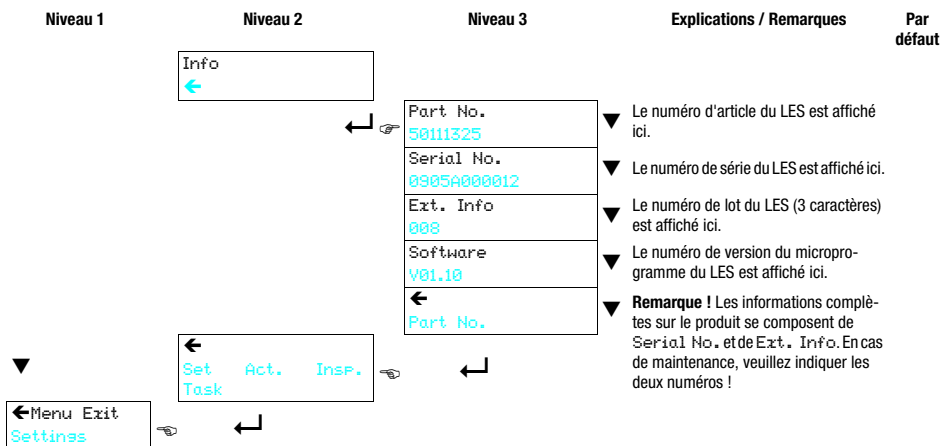 Niveau 1 Niveau 2 Niveau 3 Explications / Remarques Par défaut
Info
←
Part No.
50111325
Le numéro d'article du LES est affiché
ici.
Serial No.
0905A000012
Le numéro de série du LES est affiché ici.
Ext. Info
008
Le numéro de lot du LES (3 caractères)
est affiché ici.
Software
V01.10
Le numéro de version du micropro-
gramme du LES est affiché ici.
←
Part No.
Remarque ! Les informations complè-
tes sur le produit se composent de
Serial No. et de Ext. Info. En cas
de maintenance, veuillez indiquer les
deux numéros !
←
Set Act. Insp.
Task
←Menu Exit
Settings